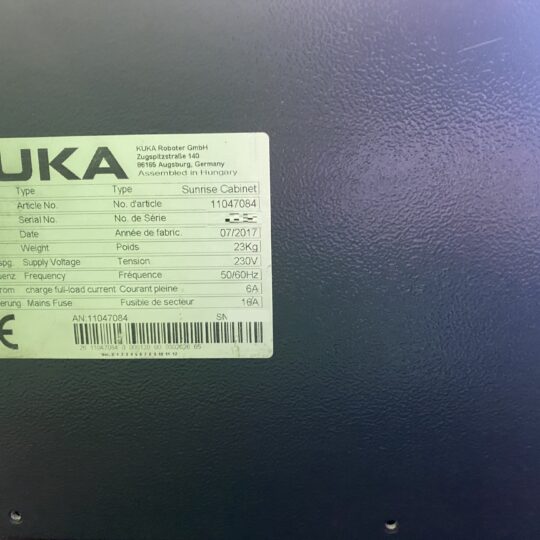 UKA
KUKA Roboter GmbH
Zugspitzstraße 140
86165 Augsburg, Germany
Assembled in Hungary
Type Type Sunrise Cabinet
Article No. No. d'article 11047084
Serial No. No. de Série
Date Année de fabric. 07/2017
Weight Poids 23Kg
spg. Supply Voltage Tension 230V
uenz Frequency Fréquence 50/60Hz
rom charge full-load current Courant pleine 6A
erung Mains Fuse Fusible de secteur 16A
CE
AN:11047084 SN